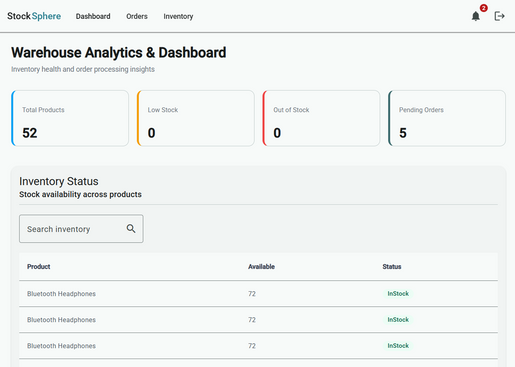 StockSphere Dashboard Orders Inventory 2
Warehouse Analytics & Dashboard
Inventory health and order processing insights
Total Products Low Stock Out of Stock Pending Orders
52 0 0 5
Inventory Status
Stock availability across products
Search inventory
Product Available Status
Bluetooth Headphones 72 InStock
Bluetooth Headphones 72 InStock
Bluetooth Headphones 72 InStock